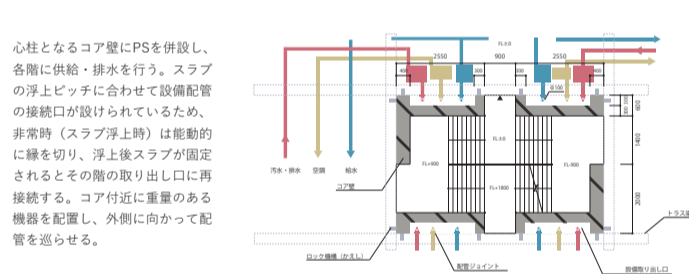 心柱となるコア壁にPSを併設し、
各階に供給・排水を行う。スラブ
の浮上ピッチに合わせて設備配管
の接続口が設けられているため、
非常時（スラブ浮上時）は能動的
に縁を切り、浮上後スラブが固定
されるとその階の取り出し口に再
接続する。コア付近に重量のある
機器を配置し、外側に向かって配
管を巡らせる。
FL±0
2550 900 2550
@100
600
FL±0
1400
汚水・排水 空調 給水
FL+900
FL-900
コア壁
FL+1800
2000
トラス梁
ロック機構（かえし）
配管ジョイント
設備取り出し口